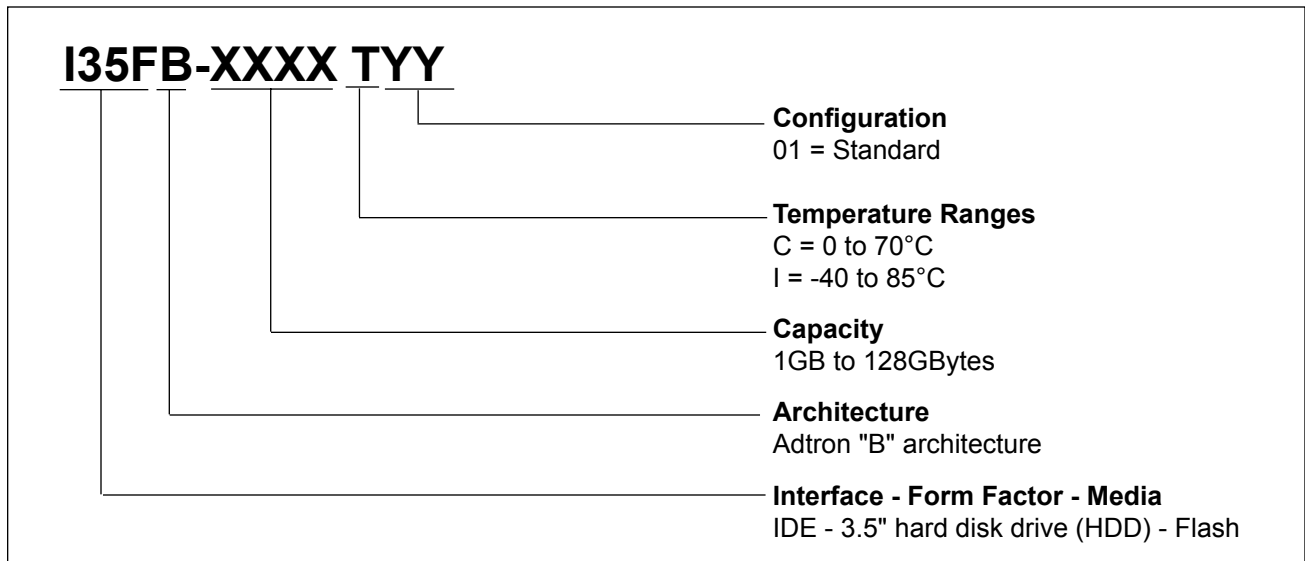 I35FB-XXXX TYY
Configuration
01 = Standard
Temperature Ranges
C = 0 to 70°C
I = -40 to 85°C
Capacity
1GB to 128GBytes
Architecture
Adtron "B" architecture
Interface - Form Factor - Media
IDE - 3.5" hard disk drive (HDD) - Flash